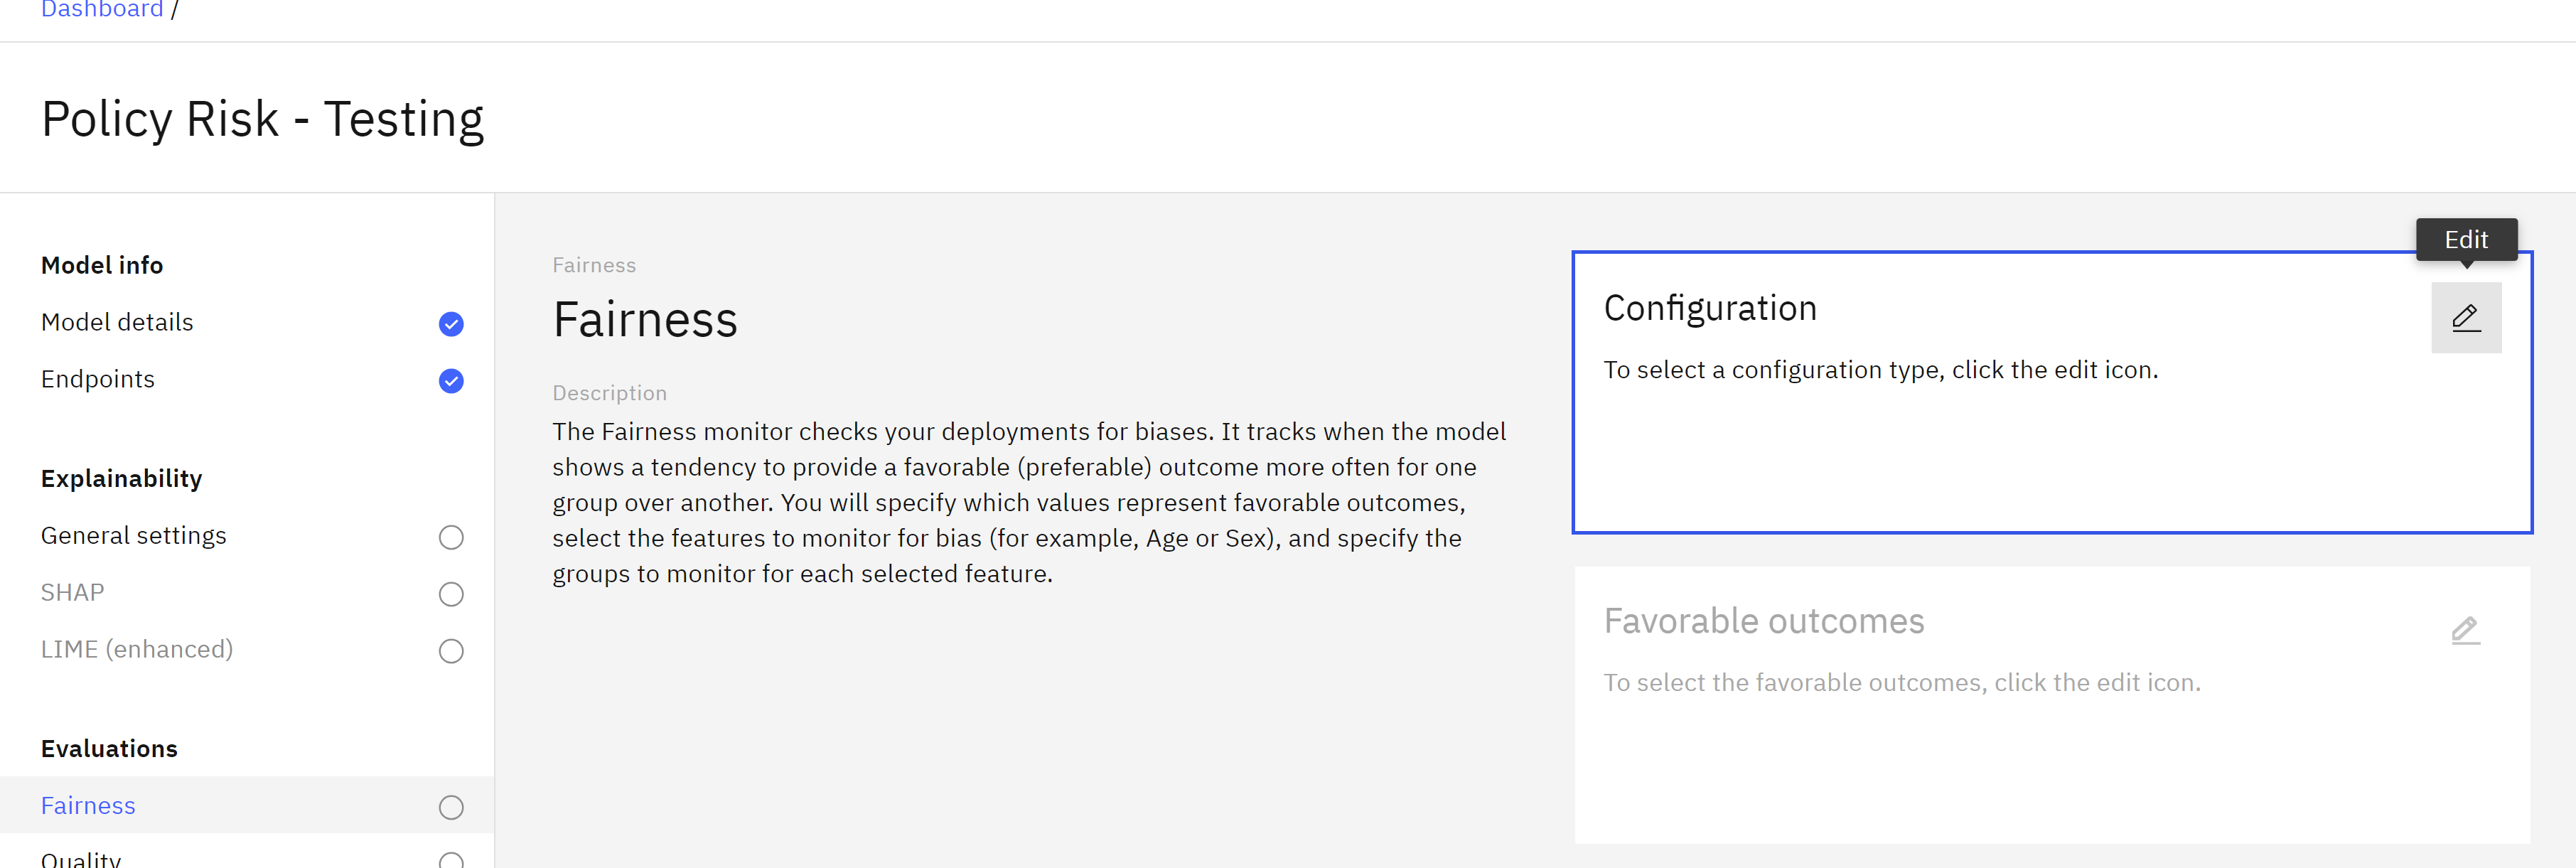 Dashboard /
Policy Risk - Testing
Model info
Model details
Endpoints
Explainability
General settings
SHAP
LIME (enhanced)
Evaluations
Fairness
Quality
Fairness
Fairness
Description
The Fairness monitor checks your deployments for biases. It tracks when the model
shows a tendency to provide a favorable (preferable) outcome more often for one
group over another. You will specify which values represent favorable outcomes,
select the features to monitor for bias (for example, Age or Sex), and specify the
groups to monitor for each selected feature.
Edit
Configuration
To select a configuration type, click the edit icon.
Favorable outcomes
To select the favorable outcomes, click the edit icon.